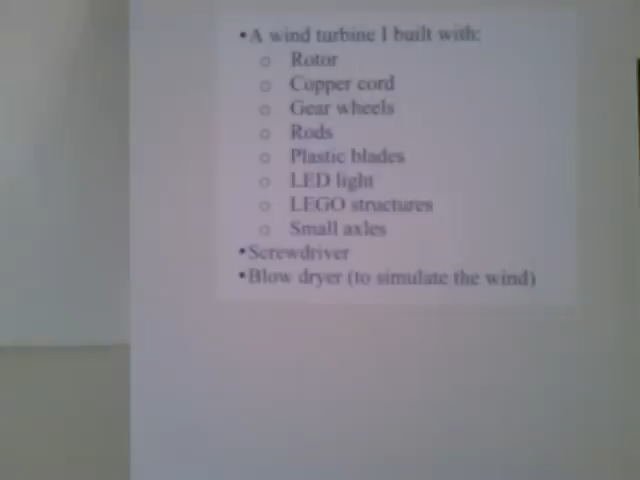 •A wind turbine I built with:
o Rotor
o Copper cord
o Gear wheels
o Rods
o Plastic blades
o LED light
o LEGO structures
o Small axles
•Screwdriver
•Blow dryer (to simulate the wind)